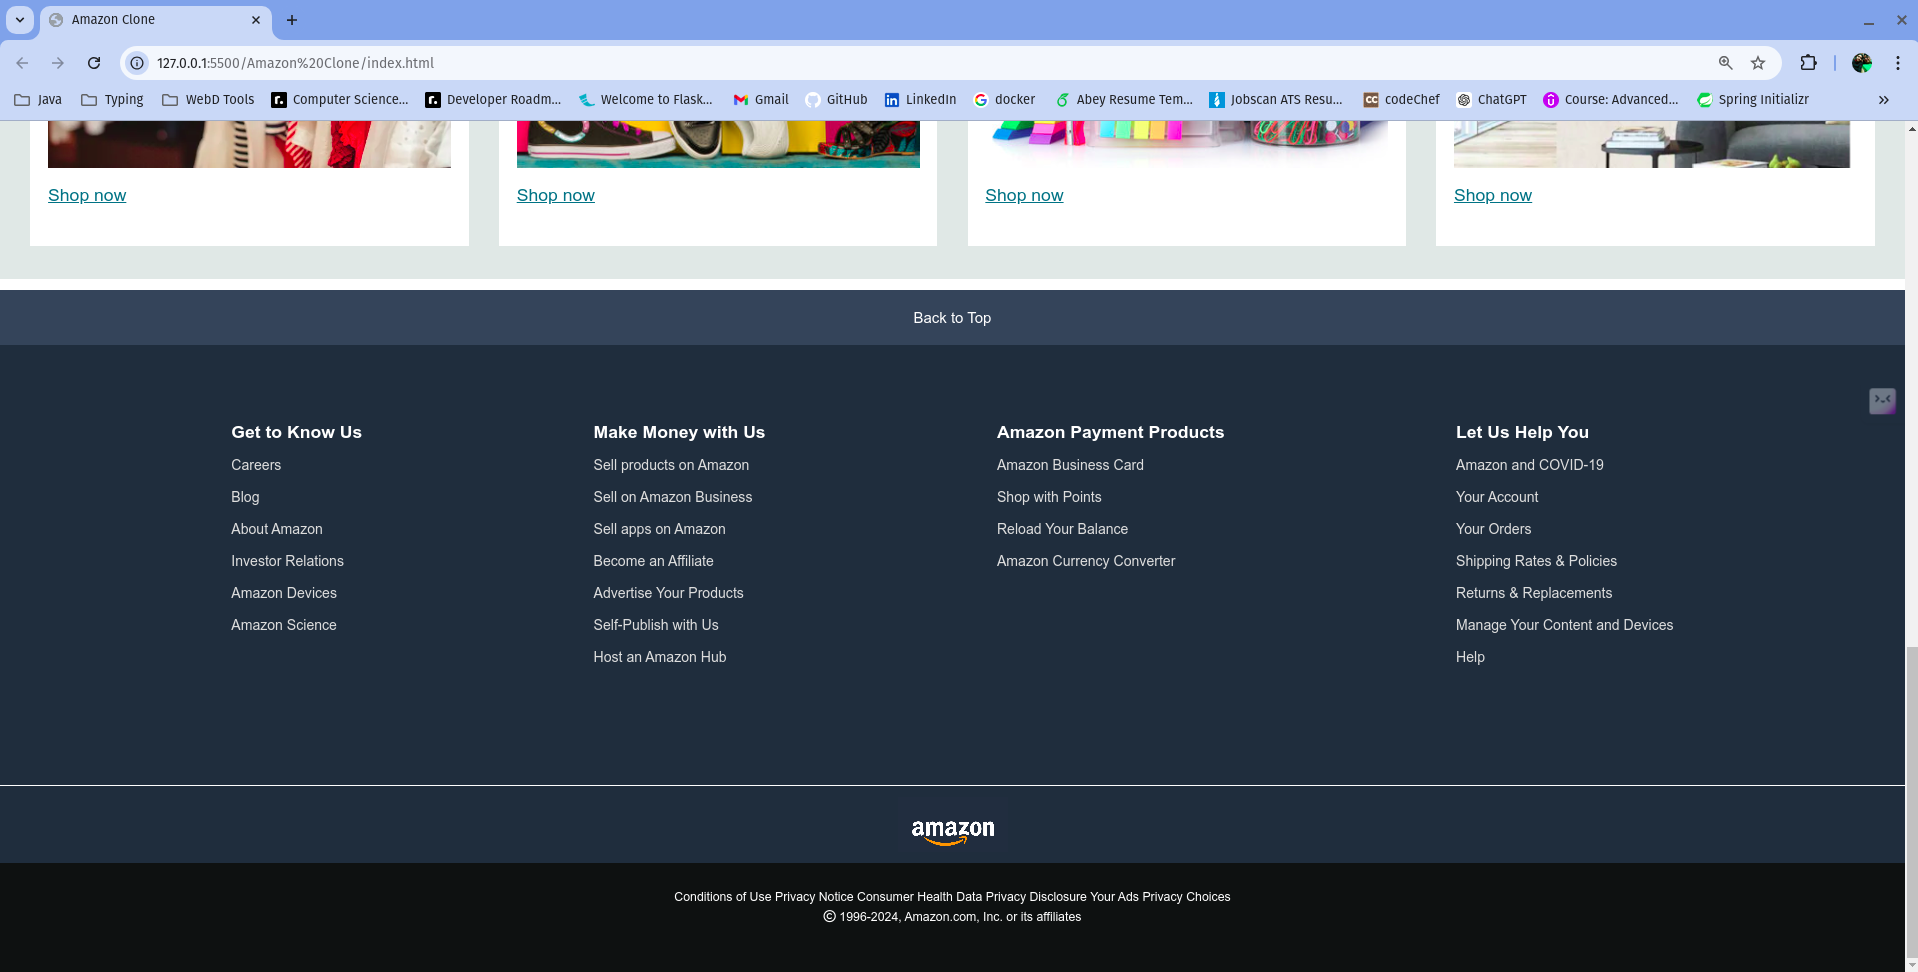 Amazon Clone
127.0.0.1:5500/Amazon%20Clone/index.html
Java Typing WebD Tools Computer Science... Developer Roadm... Welcome to Flask... Gmail GitHub LinkedIn docker Abey Resume Tem... Jobscan ATS Resu... CC codeChef ChatGPT Course: Advanced... Spring Initializr »
Shop now Shop now Shop now Shop now
Back to Top
Get to Know Us
Careers
Blog
About Amazon
Investor Relations
Amazon Devices
Amazon Science
Make Money with Us
Sell products on Amazon
Sell on Amazon Business
Sell apps on Amazon
Become an Affiliate
Advertise Your Products
Self-Publish with Us
Host an Amazon Hub
Amazon Payment Products
Amazon Business Card
Shop with Points
Reload Your Balance
Amazon Currency Converter
Let Us Help You
Amazon and COVID-19
Your Account
Your Orders
Shipping Rates & Policies
Returns & Replacements
Manage Your Content and Devices
Help
amazon
Conditions of Use Privacy Notice Consumer Health Data Privacy Disclosure Your Ads Privacy Choices
© 1996-2024, Amazon.com, Inc. or its affiliates